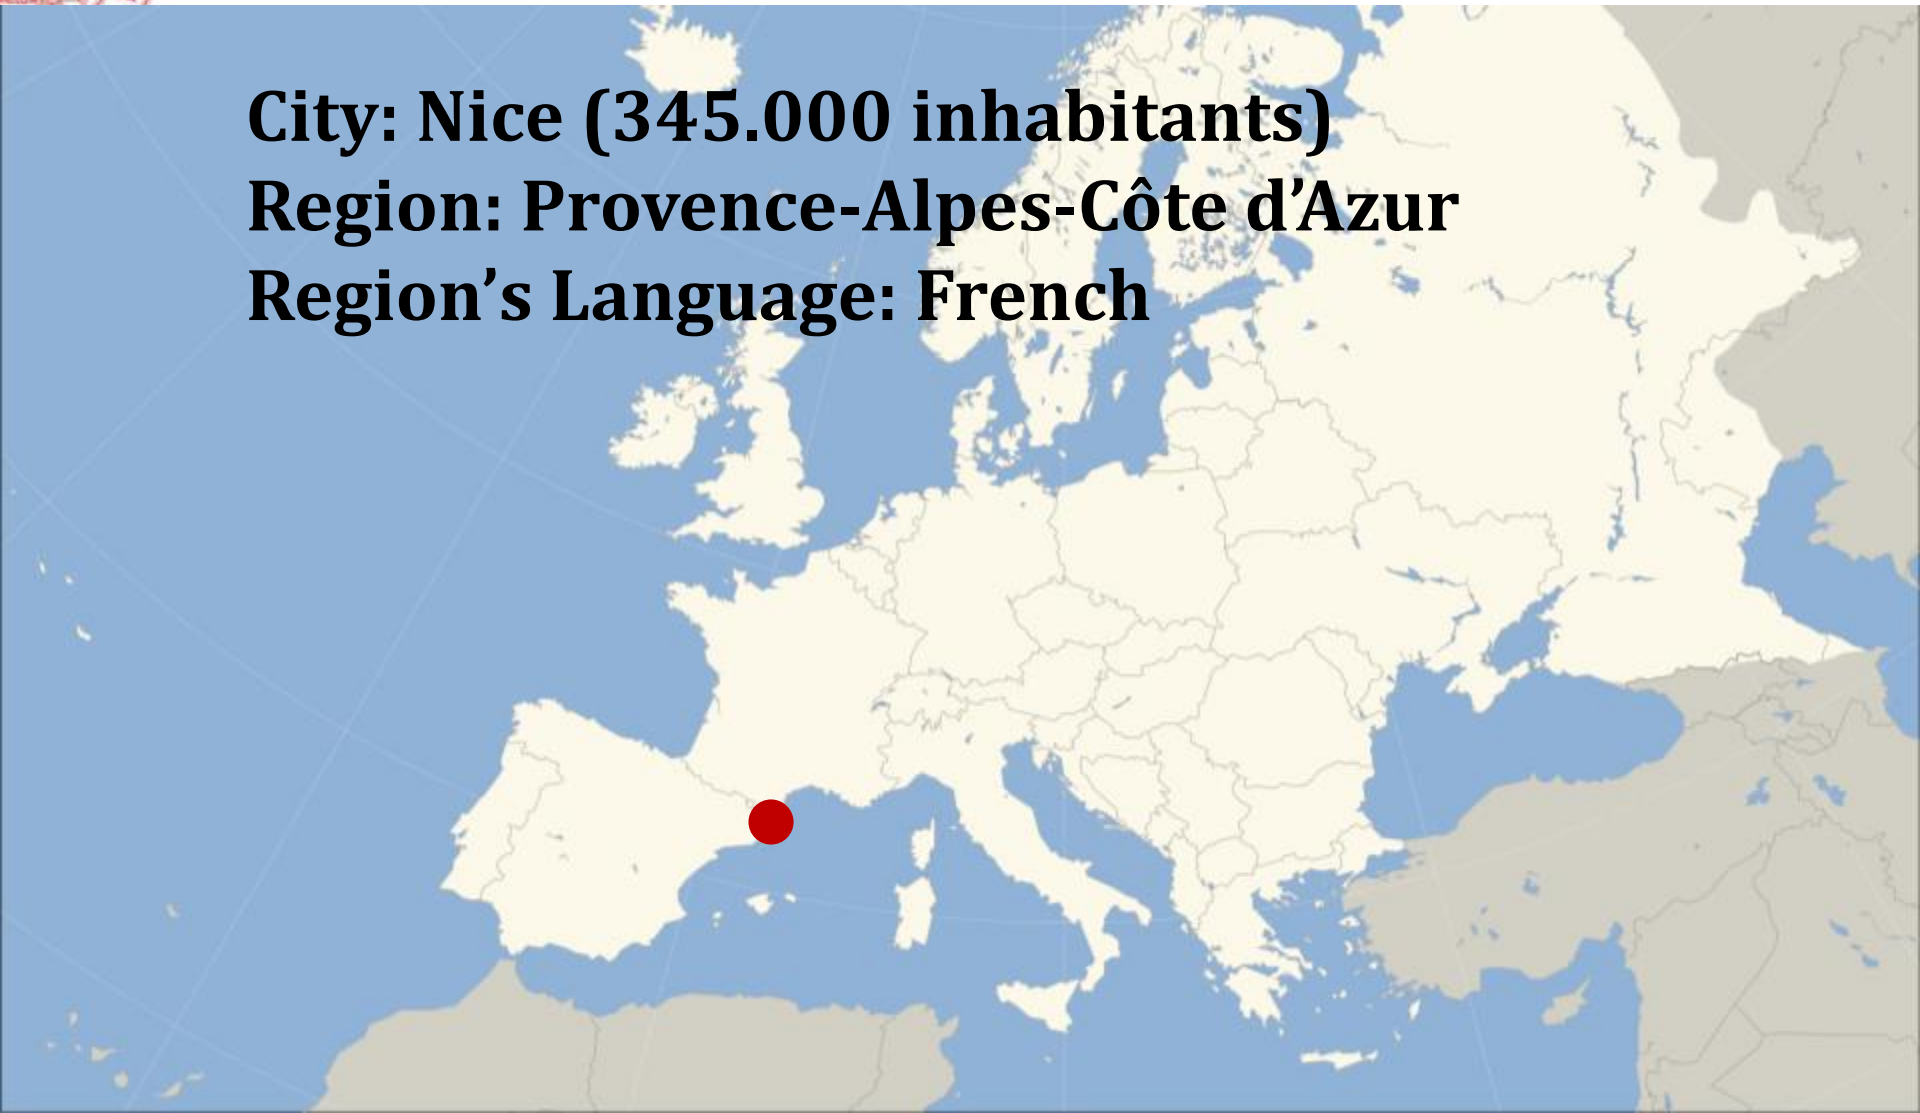 City: Nice (345.000 inhabitants)
Region: Provence-Alpes-Côte d’Azur
Region’s Language: French